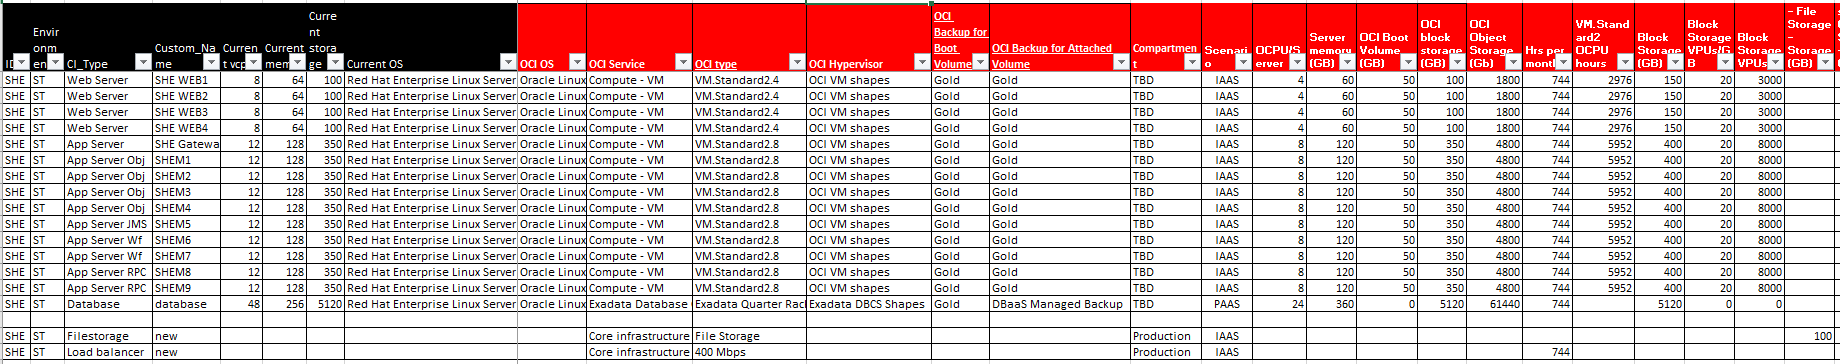 ID Environment CI_Type Custom_Name Current vcp Current mem Current storage Current OS OCI OS OCI Service OCI type OCI Hypervisor OCI Backup for Boot Volume OCI Backup for Attached Volume Compartment Scenario OCPU/Server Server memory (GB) OCI Boot Volume (GB) OCI block storage (Gb) OCI Object Storage (Gb) Hrs per month VM.Standard2 OCPU hours Block Storage (GB) Block Storage VPUs/GB Block Storage VPUs - File Storage - Storage (GB)
SHE ST Web Server SHE WEB1 8 64 100 Red Hat Enterprise Linux Server Oracle Linux Compute - VM VM.Standard2.4 OCI VM shapes Gold Gold TBD IAAS 4 60 50 100 1800 744 2976 150 20 3000
SHE ST Web Server SHE WEB2 8 64 100 Red Hat Enterprise Linux Server Oracle Linux Compute - VM VM.Standard2.4 OCI VM shapes Gold Gold TBD IAAS 4 60 50 100 1800 744 2976 150 20 3000
SHE ST Web Server SHE WEB3 8 64 100 Red Hat Enterprise Linux Server Oracle Linux Compute - VM VM.Standard2.4 OCI VM shapes Gold Gold TBD IAAS 4 60 50 100 1800 744 2976 150 20 3000
SHE ST Web Server SHE WEB4 8 64 100 Red Hat Enterprise Linux Server Oracle Linux Compute - VM VM.Standard2.4 OCI VM shapes Gold Gold TBD IAAS 4 60 50 100 1800 744 2976 150 20 3000
SHE ST App Server SHE Gatewa 12 128 350 Red Hat Enterprise Linux Server Oracle Linux Compute - VM VM.Standard2.8 OCI VM shapes Gold Gold TBD IAAS 8 120 50 350 4800 744 5952 400 20 8000
SHE ST App Server Obj SHEM1 12 128 350 Red Hat Enterprise Linux Server Oracle Linux Compute - VM VM.Standard2.8 OCI VM shapes Gold Gold TBD IAAS 8 120 50 350 4800 744 5952 400 20 8000
SHE ST App Server Obj SHEM2 12 128 350 Red Hat Enterprise Linux Server Oracle Linux Compute - VM VM.Standard2.8 OCI VM shapes Gold Gold TBD IAAS 8 120 50 350 4800 744 5952 400 20 8000
SHE ST App Server Obj SHEM3 12 128 350 Red Hat Enterprise Linux Server Oracle Linux Compute - VM VM.Standard2.8 OCI VM shapes Gold Gold TBD IAAS 8 120 50 350 4800 744 5952 400 20 8000
SHE ST App Server Obj SHEM4 12 128 350 Red Hat Enterprise Linux Server Oracle Linux Compute - VM VM.Standard2.8 OCI VM shapes Gold Gold TBD IAAS 8 120 50 350 4800 744 5952 400 20 8000
SHE ST App Server JMS SHEM5 12 128 350 Red Hat Enterprise Linux Server Oracle Linux Compute - VM VM.Standard2.8 OCI VM shapes Gold Gold TBD IAAS 8 120 50 350 4800 744 5952 400 20 8000
SHE ST App Server Wf SHEM6 12 128 350 Red Hat Enterprise Linux Server Oracle Linux Compute - VM VM.Standard2.8 OCI VM shapes Gold Gold TBD IAAS 8 120 50 350 4800 744 5952 400 20 8000
SHE ST App Server Wf SHEM7 12 128 350 Red Hat Enterprise Linux Server Oracle Linux Compute - VM VM.Standard2.8 OCI VM shapes Gold Gold TBD IAAS 8 120 50 350 4800 744 5952 400 20 8000
SHE ST App Server RPC SHEM8 12 128 350 Red Hat Enterprise Linux Server Oracle Linux Compute - VM VM.Standard2.8 OCI VM shapes Gold Gold TBD IAAS 8 120 50 350 4800 744 5952 400 20 8000
SHE ST App Server RPC SHEM9 12 128 350 Red Hat Enterprise Linux Server Oracle Linux Compute - VM VM.Standard2.8 OCI VM shapes Gold Gold TBD IAAS 8 120 50 350 4800 744 5952 400 20 8000
SHE ST Database database 48 256 5120 Red Hat Enterprise Linux Server Oracle Linux Exadata Database Exadata Quarter Rac Exadata DBCS Shapes Gold DBaaS Managed Backup TBD PAAS 24 360 0 5120 61440 744 5120 0 0
SHE ST Filestorage new Core infrastructure File Storage Production IAAS 100
SHE ST Load balancer new Core infrastructure 400 Mbps Production IAAS 744